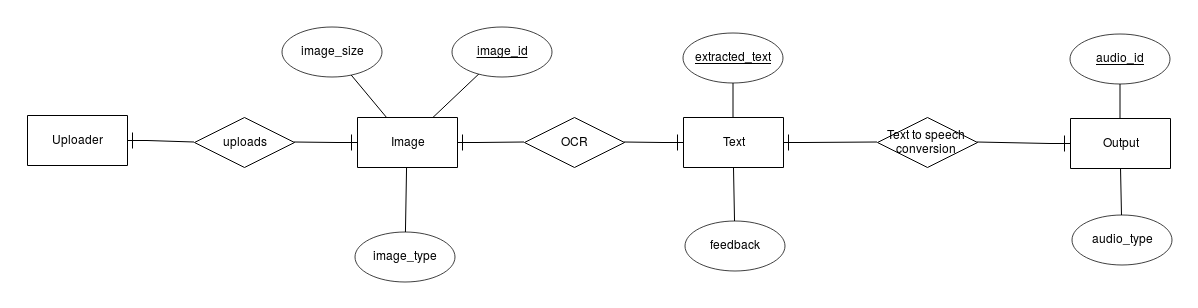 image_size
image_id
extracted_text
audio_id
Uploader
uploads
Image
OCR
Text
Text to speech
conversion
Output
image_type
feedback
audio_type